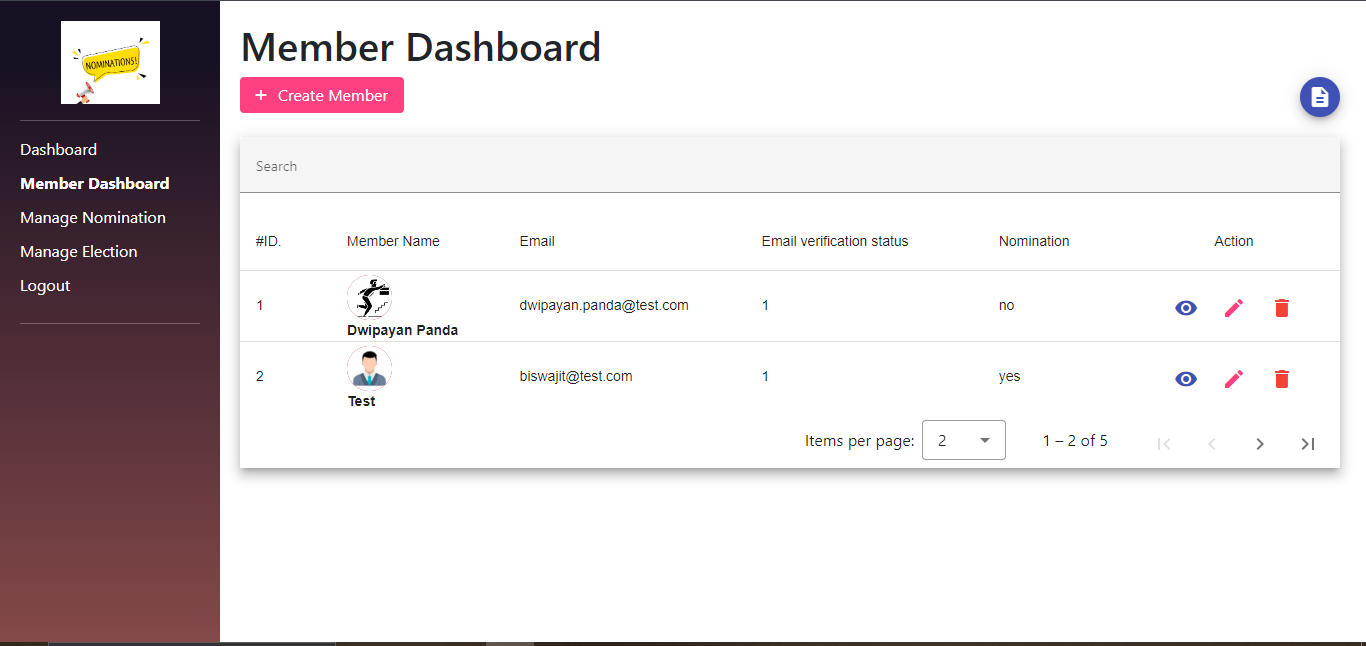 NOMINATIONS!
Dashboard
Member Dashboard
Manage Nomination
Manage Election
Logout
Member Dashboard
+ Create Member
Search
#ID. Member Name Email Email verification status Nomination Action
1 Dwipayan Panda dwipayan.panda@test.com 1 no
2 Test biswajit@test.com 1 yes
Items per page: 2 1 – 2 of 5